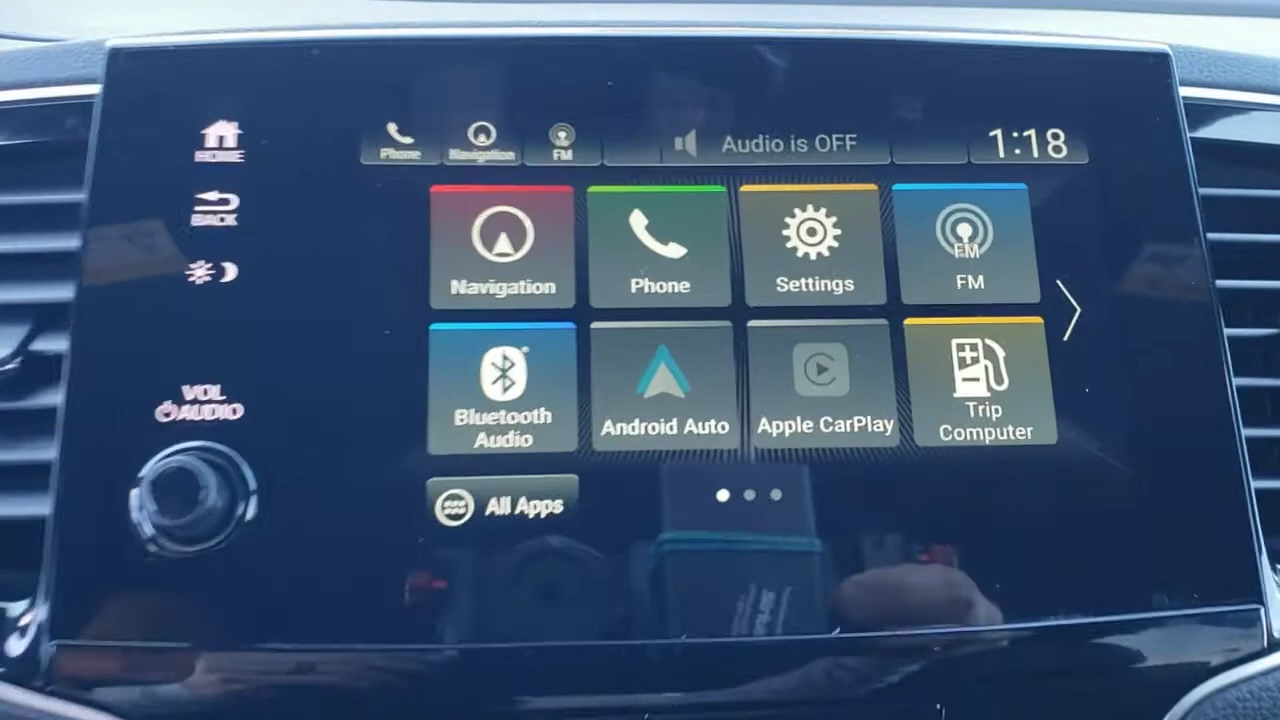 HOME
BACK
VOL
AUDIO
Phone
Navigation
FM
Audio is OFF
1:18
Navigation
Phone
Settings
FM
FM
Bluetooth
Audio
Android Auto
Apple CarPlay
Trip
Computer
All Apps